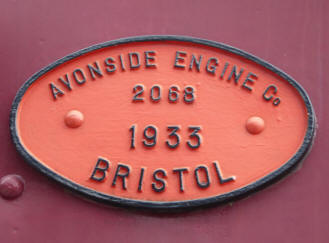 AVONSIDE ENGINE Co
2068
1933
BRISTOL